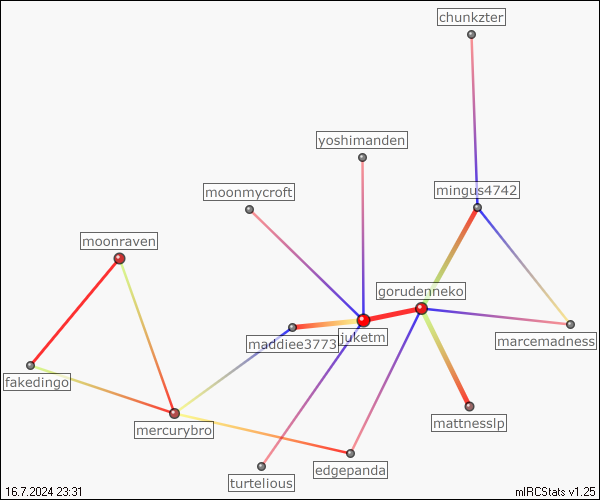 chunkzter
yoshimanden
moonmycroft
mingus4742
moonraven
gorudenneko
juketm
maddiee3773
marcemadness
fakedingo
mattnesslp
mercurybro
edgepanda
turtelious
16.7.2024 23:31
mIRCStats v1.25